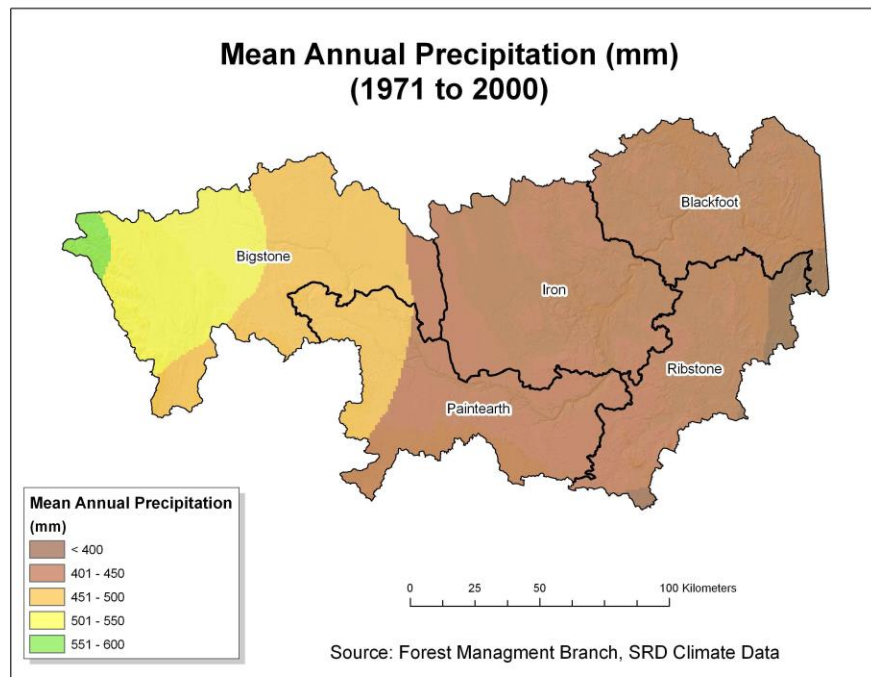 Mean Annual Precipitation (mm)
(1971 to 2000)
Blackfoot
Bigstone
Iron
Ribstone
Paintearth
Mean Annual Precipitation
(mm)
< 400
401 - 450
451 - 500
501 - 550
551 - 600
0 25 50 100 Kilometers
Source: Forest Managment Branch, SRD Climate Data